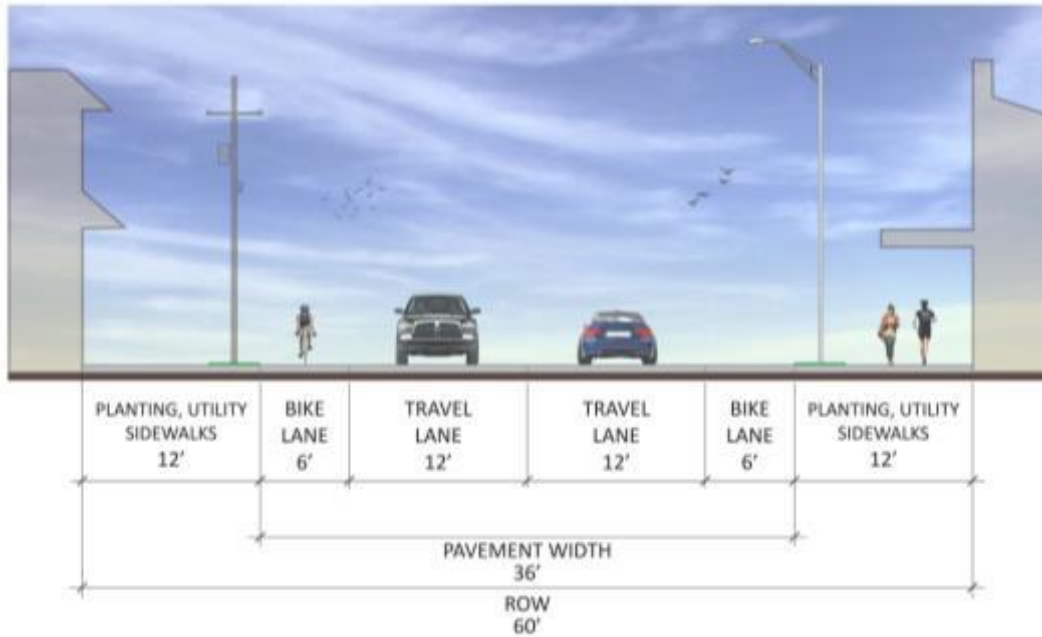 PLANTING, UTILITY
SIDEWALKS
12'
BIKE
LANE
6'
TRAVEL
LANE
12'
TRAVEL
LANE
12'
BIKE
LANE
6'
PLANTING, UTILITY
SIDEWALKS
12'
PAVEMENT WIDTH
36'
ROW
60'